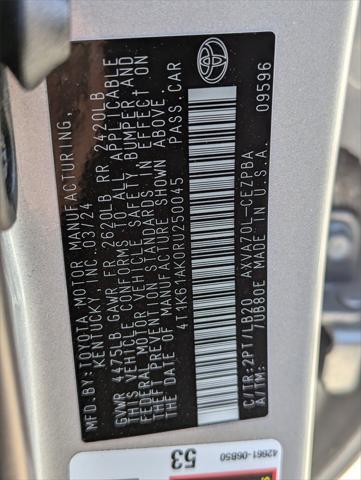 MFD.BY:TOYOTA MOTOR MANUFACTURING,
KENTUCKY, INC.03/24
GVWR 4475LB GAWR FR 2620LB RR 2420LB
THIS VEHICLE CONFORMS TO ALL APPLICABLE
FEDERAL MOTOR VEHICLE SAFETY, BUMPER, AND
THEFT PREVENTION STANDARDS IN EFFECT ON
THE DATE OF MANUFACTURE SHOWN ABOVE.
4T1K61AK0RU250045 PASS.CAR
C/TR:2PT/LB20 AXVA70L-CEZPBA
A/TM: 7UB80E MADE IN U.S.A. 09596
53
42861-06B50